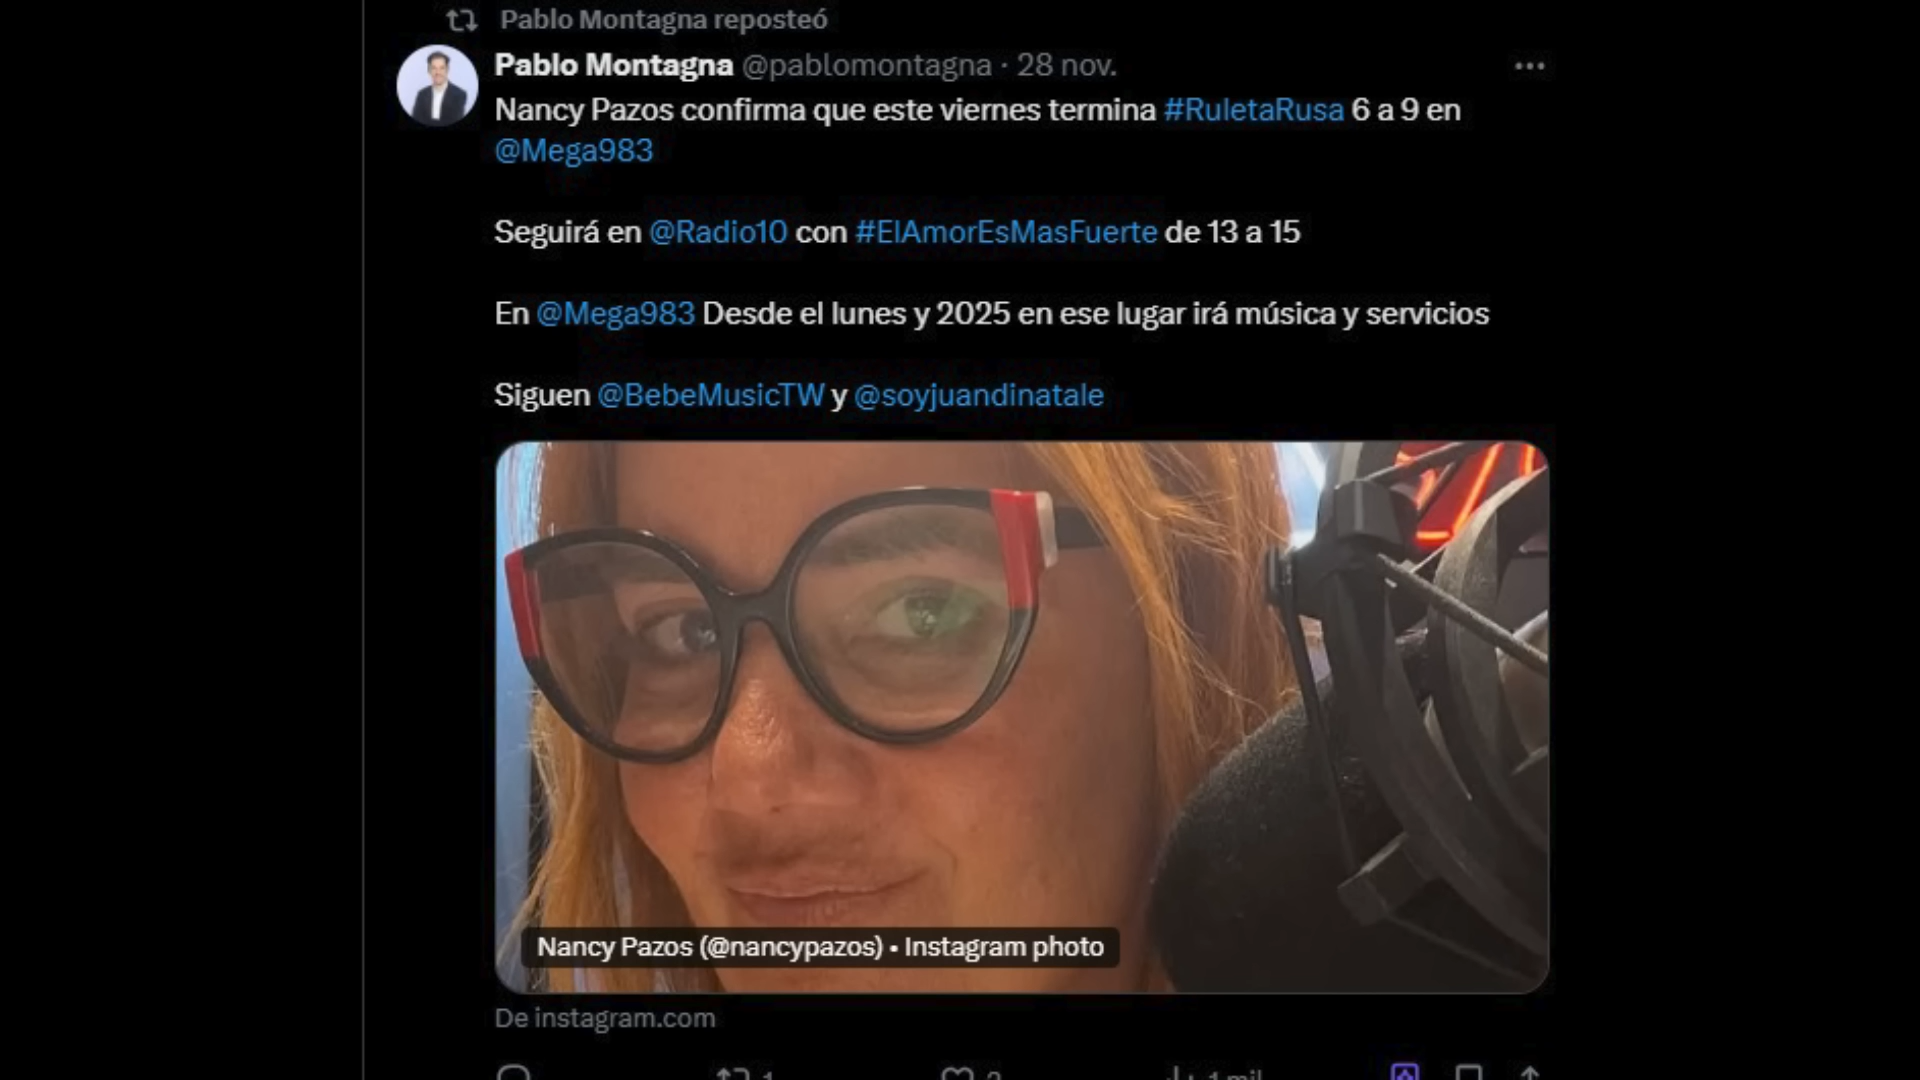 Pablo Montagna reposteó
Pablo Montagna @pablomontagna · 28 nov.
Nancy Pazos confirma que este viernes termina #RuletaRusa 6 a 9 en
@Mega983
Seguirá en @Radio10 con #ElAmorEsMasFuerte de 13 a 15
En @Mega983 Desde el lunes y 2025 en ese lugar irá música y servicios
Siguen @BebeMusicTW y @soyjuandinatale
Nancy Pazos (@nancypazos) • Instagram photo
De instagram.com